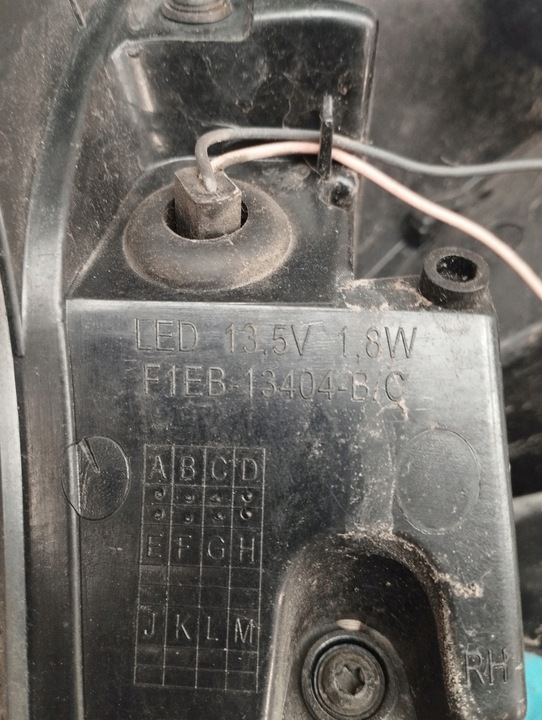 LED 13,5V 1,8W
F1EB-13404-B/C
A B C D
E F G H
J K L M
RH